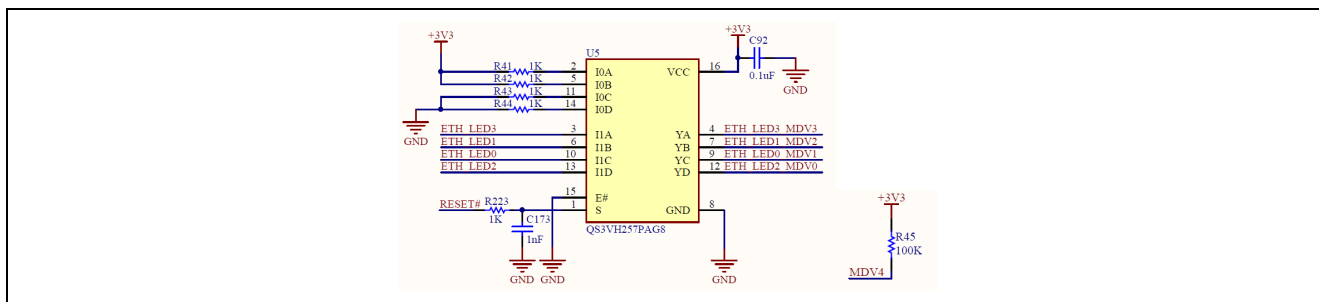 +3V3
+3V3
C92
0.1uF
GND
U5
R41 1K 2 I0A VCC 16
R42 1K 5 I0B
R43 1K 11 I0C
R44 1K 14 I0D
GND
ETH_LED3 3 I1A YA 4 ETH_LED3_MDV3
ETH_LED1 6 I1B YB 7 ETH_LED1_MDV2
ETH_LED0 10 I1C YC 9 ETH_LED0_MDV1
ETH_LED2 13 I1D YD 12 ETH_LED2_MDV0
15 E#
RESET# R223 1K 1 S GND 8
C173
1nF
QS3VH257PAG8
GND GND GND
+3V3
R45
100K
MDV4